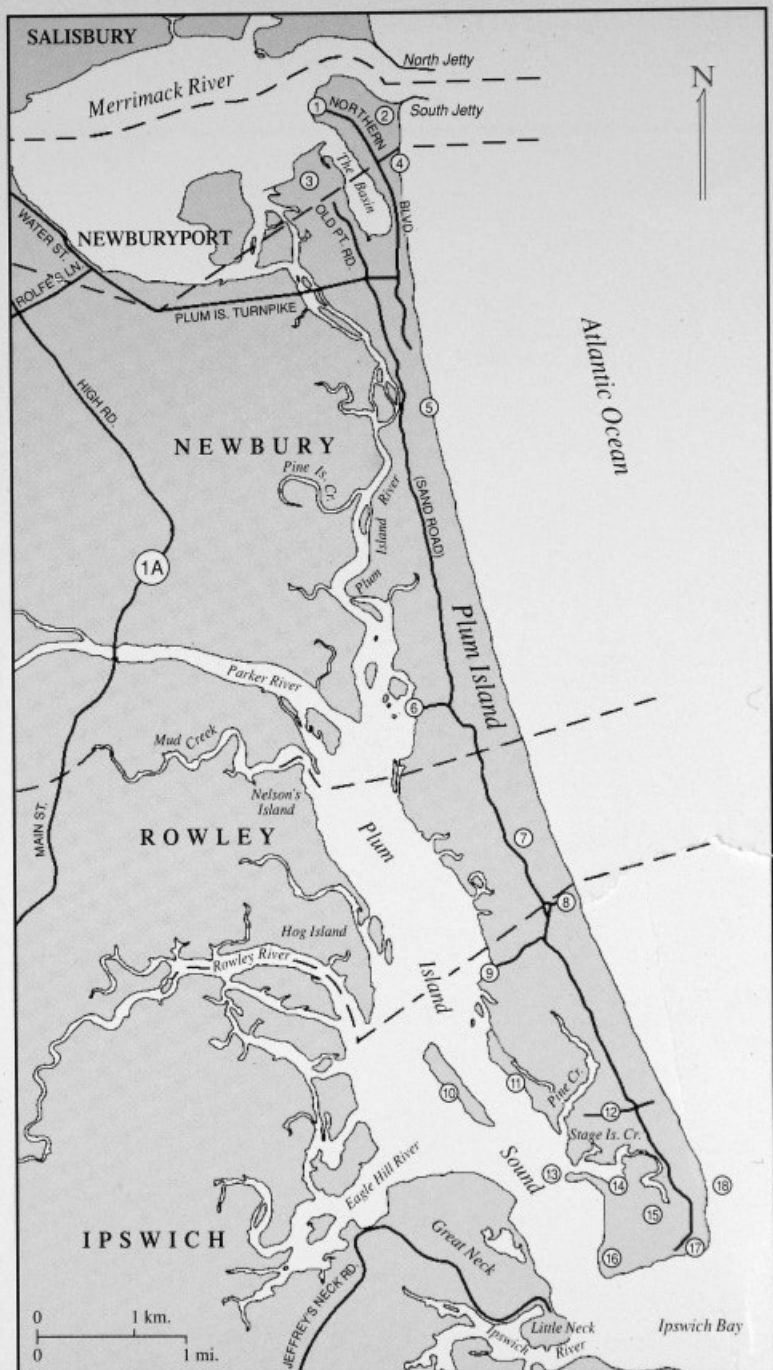 SALISBURY
North Jetty
Merrimack River
N
South Jetty
1
NORTHERN
2
4
The Basin
3
BLVD.
OLD PT. RD.
WATER ST.
NEWBURYPORT
ROLFE'S LN.
PLUM IS. TURNPIKE
Atlantic Ocean
HIGH RD.
5
NEWBURY
Pine Is. Cr.
(SAND ROAD)
Plum Island River
1A
Plum Island
Parker River
6
Mud Creek
Nelson's
Island
MAIN ST.
ROWLEY
Plum
7
8
Hog Island
Rowley River
9
Island
10
11
Pine Cr.
12
Stage Is. Cr.
Sound
13
14
18
Eagle Hill River
15
IPSWICH
Great Neck
16
17
JEFFREY'S NECK RD.
0 1 km.
0 1 mi.
Little Neck
Ipswich River
Ipswich Bay